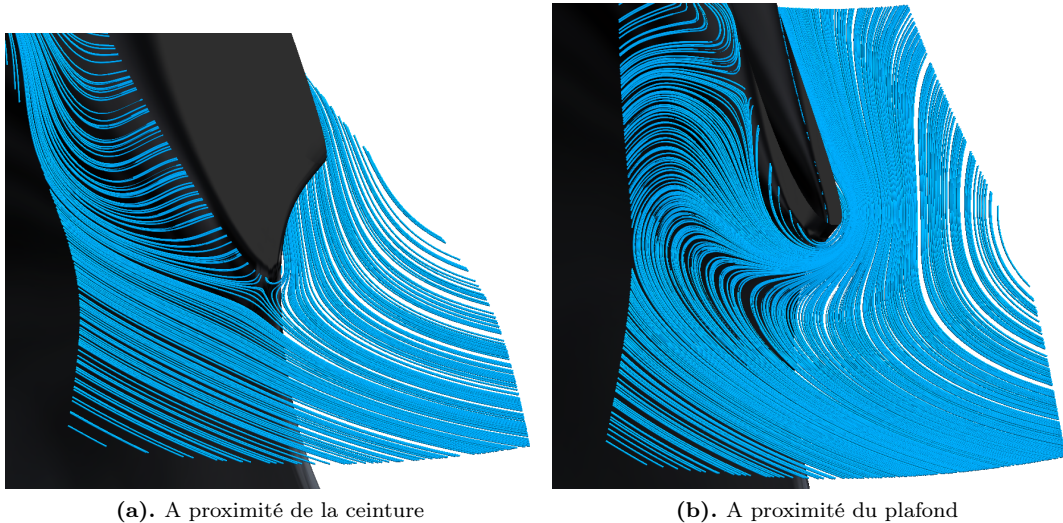 (a). A proximité de la ceinture
(b). A proximité du plafond